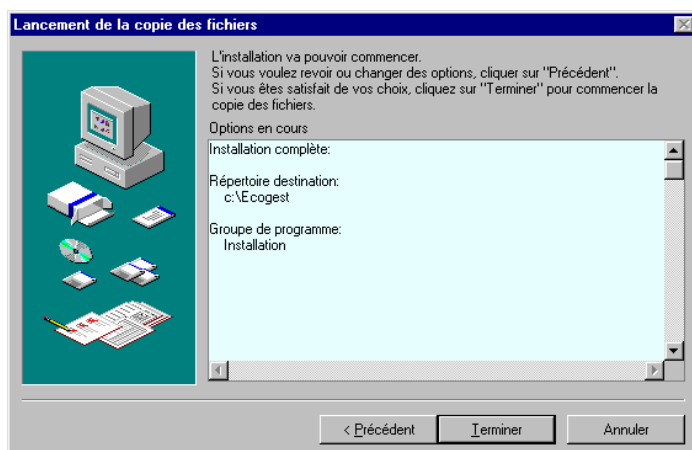 Lancement de la copie des fichiers
L'installation va pouvoir commencer.
Si vous voulez revoir ou changer des options, cliquer sur "Précédent".
Si vous êtes satisfait de vos choix, cliquez sur "Terminer" pour commencer la
copie des fichiers.
Options en cours
Installation complète:
Répertoire destination:
c:\Ecogest
Groupe de programme:
Installation
< Précédent
Terminer
Annuler